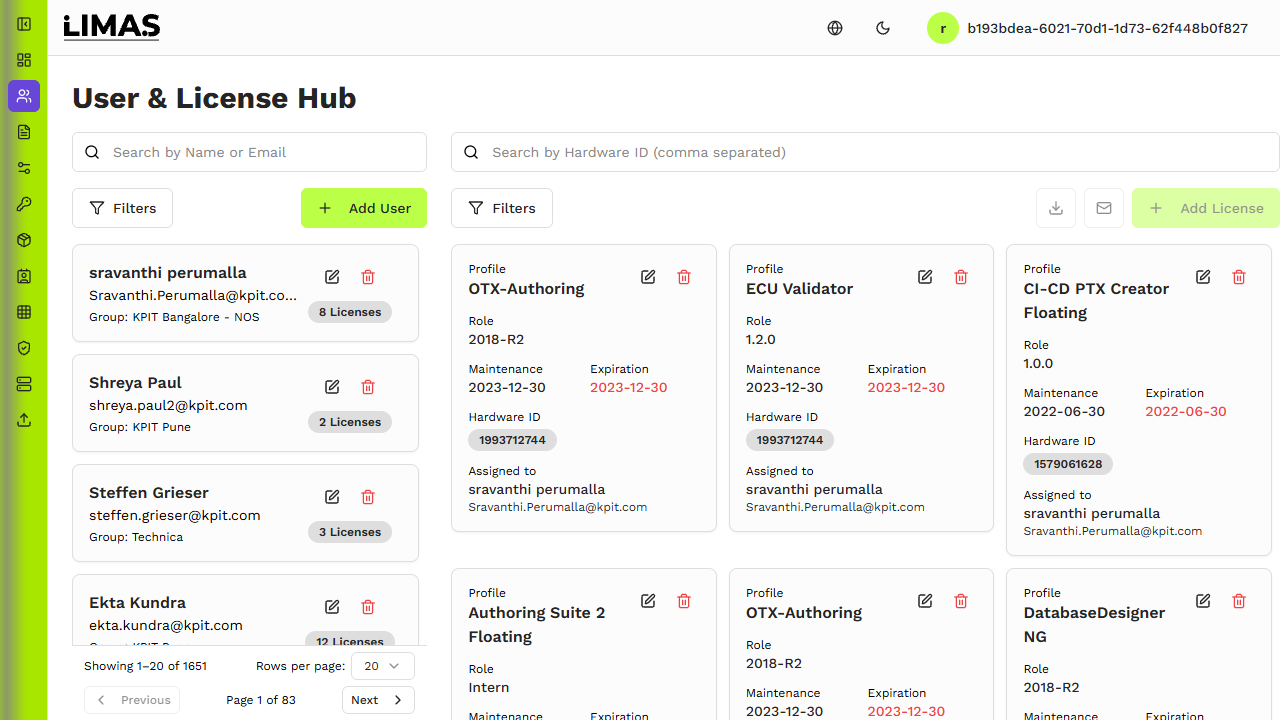 LIMAS
r
b193bdea-6021-70d1-1d73-62f448b0f827
User & License Hub
Search by Name or Email
Search by Hardware ID (comma separated)
Filters
Add User
Filters
Add License
sravanthi perumalla
Sravanthi.Perumalla@kpit.co...
Group: KPIT Bangalore - NOS
8 Licenses
Shreya Paul
shreya.paul2@kpit.com
Group: KPIT Pune
2 Licenses
Steffen Grieser
steffen.grieser@kpit.com
Group: Technica
3 Licenses
Ekta Kundra
ekta.kundra@kpit.com
12 Licenses
Showing 1–20 of 1651
Rows per page:
20
Previous
Page 1 of 83
Next
Profile
OTX-Authoring
Role
2018-R2
Maintenance
Expiration
2023-12-30
2023-12-30
Hardware ID
1993712744
Assigned to
sravanthi perumalla
Sravanthi.Perumalla@kpit.com
Profile
ECU Validator
Role
1.2.0
Maintenance
Expiration
2023-12-30
2023-12-30
Hardware ID
1993712744
Assigned to
sravanthi perumalla
Sravanthi.Perumalla@kpit.com
Profile
CI-CD PTX Creator
Floating
Role
1.0.0
Maintenance
Expiration
2022-06-30
2022-06-30
Hardware ID
1579061628
Assigned to
sravanthi perumalla
Sravanthi.Perumalla@kpit.com
Profile
Authoring Suite 2
Floating
Role
Intern
Maintenance
Expiration
Profile
OTX-Authoring
Role
2018-R2
Maintenance
Expiration
2023-12-30
2023-12-30
Profile
DatabaseDesigner
NG
Role
2018-R2
Maintenance
Expiration